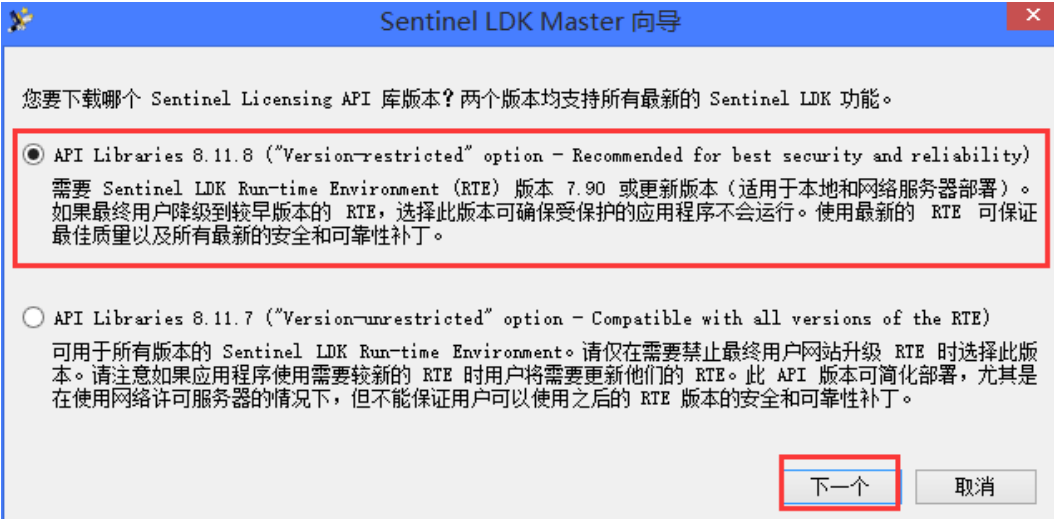 Sentinel LDK Master 向导
您要下载哪个 Sentinel Licensing API 库版本？两个版本均支持所有最新的 Sentinel LDK 功能。
API Libraries 8.11.8 ("Version-restricted" option - Recommended for best security and reliability)
需要 Sentinel LDK Run-time Environment (RTE) 版本 7.90 或更新版本（适用于本地和网络服务器部署）。
如果最终用户降级到较早版本的 RTE，选择此版本可确保受保护的应用程序不会运行。使用最新的 RTE 可保证
最佳质量以及所有最新的安全和可靠性补丁。
API Libraries 8.11.7 ("Version-unrestricted" option - Compatible with all versions of the RTE)
可用于所有版本的 Sentinel LDK Run-time Environment。请仅在需要禁止最终用户网站升级 RTE 时选择此版
本。请注意如果应用程序使用需要较新的 RTE 时用户将需要更新他们的 RTE。此 API 版本可简化部署，尤其是
在使用网络许可服务器的情况下，但不能保证用户可以使用之后的 RTE 版本的安全和可靠性补丁。
下一个
取消